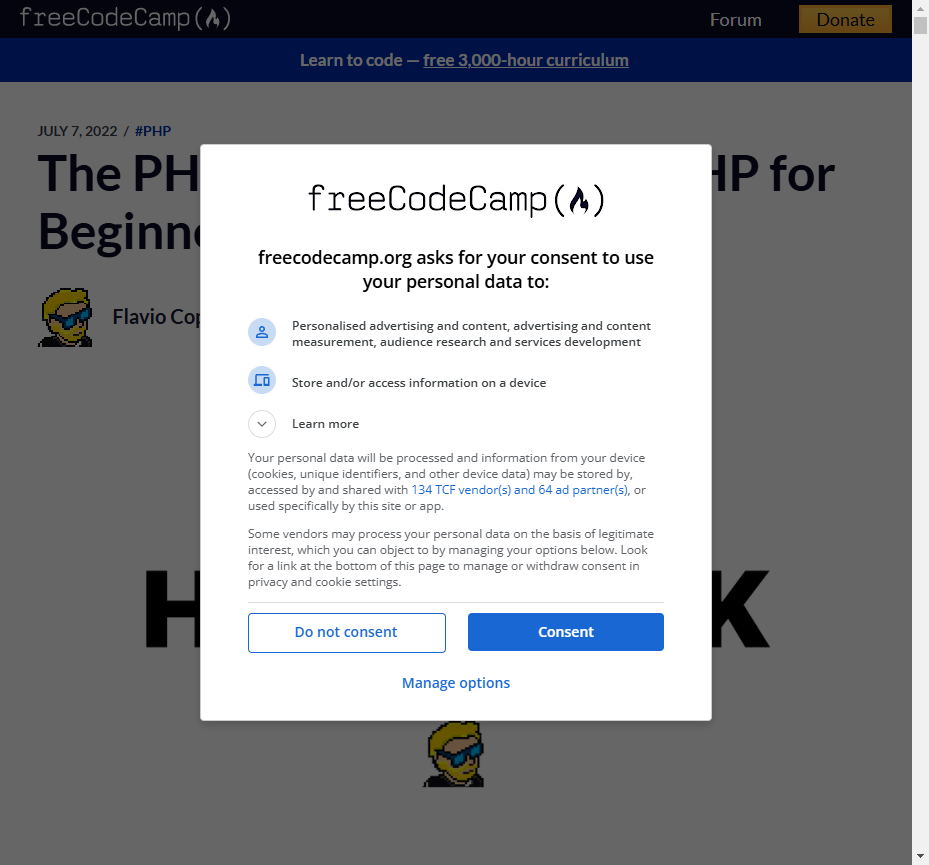 freeCodeCamp
Forum
Donate
Learn to code — free 3,000-hour curriculum
JULY 7, 2022 / #PHP
The PH
HP for
Beginn
Flavio Cop
freeCodeCamp
freecodecamp.org asks for your consent to use
your personal data to:
Personalised advertising and content, advertising and content
measurement, audience research and services development
Store and/or access information on a device
Learn more
Your personal data will be processed and information from your device
(cookies, unique identifiers, and other device data) may be stored by,
accessed by and shared with 134 TCF vendor(s) and 64 ad partner(s), or
used specifically by this site or app.
Some vendors may process your personal data on the basis of legitimate
interest, which you can object to by managing your options below. Look
for a link at the bottom of this page to manage or withdraw consent in
privacy and cookie settings.
H
K
Do not consent
Consent
Manage options